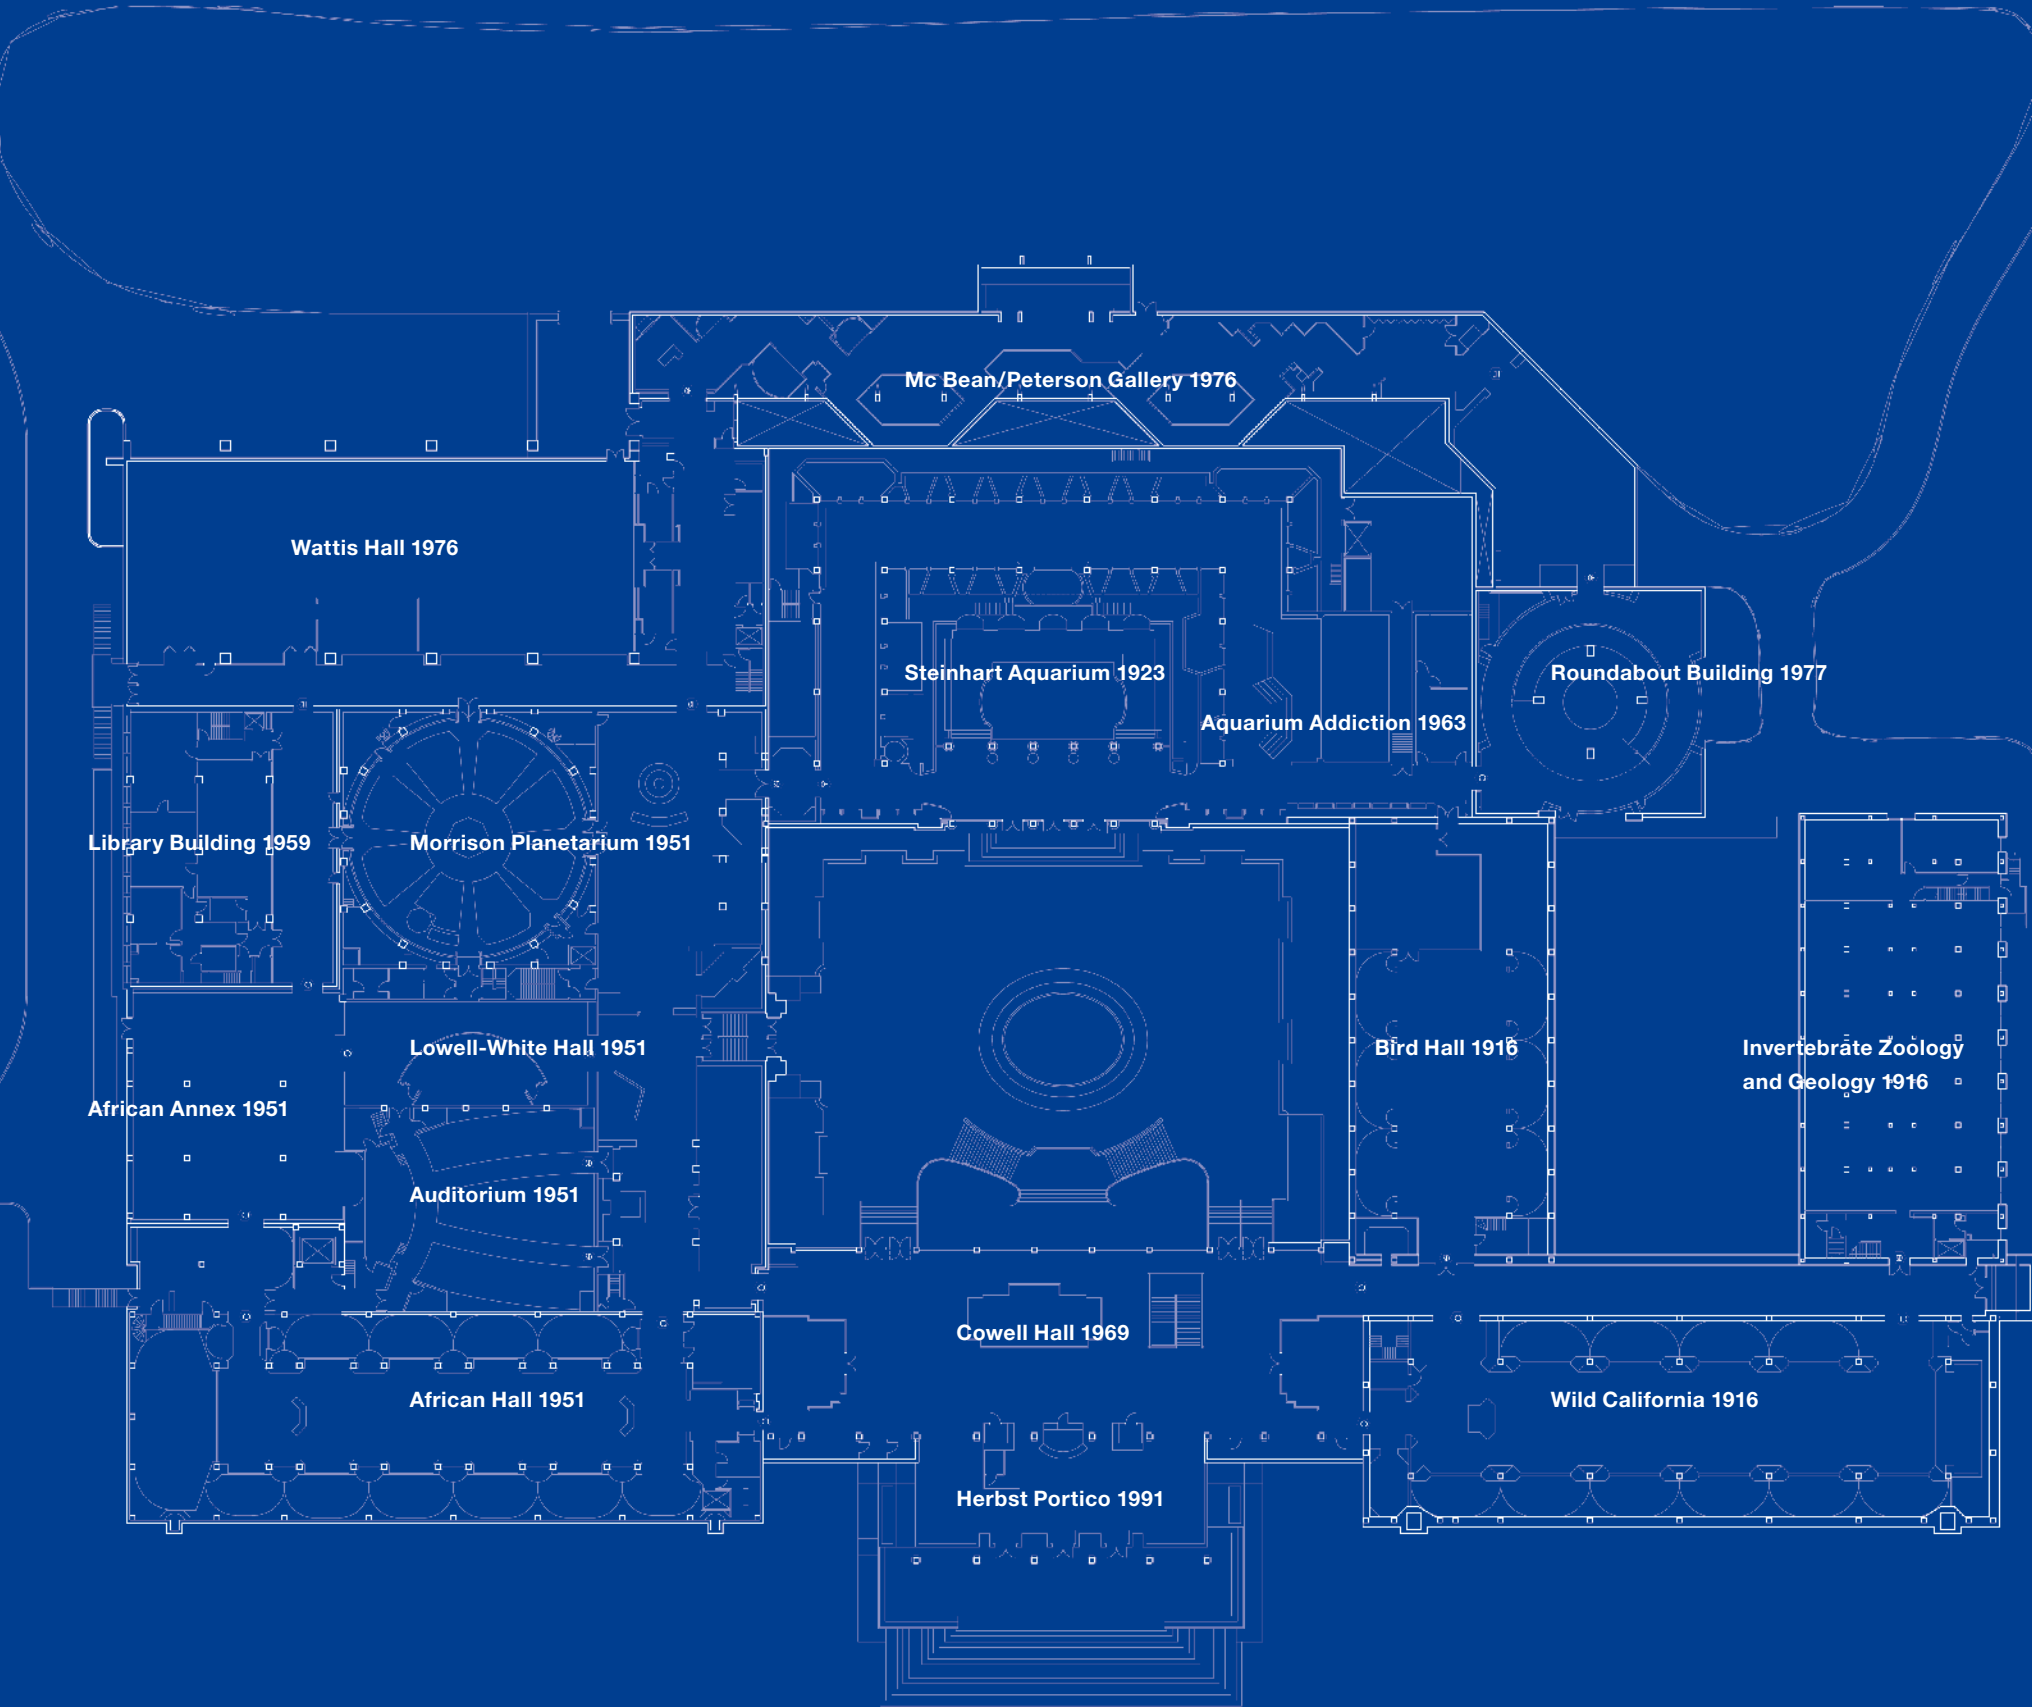 Mc Bean/Peterson Gallery 1976
Wattis Hall 1976
Steinhart Aquarium 1923
Roundabout Building 1977
Aquarium Addiction 1963
Library Building 1959
Morrison Planetarium 1951
Lowell-White Hall 1951
Bird Hall 1916
Invertebrate Zoology
and Geology 1916
African Annex 1951
Auditorium 1951
Cowell Hall 1969
African Hall 1951
Wild California 1916
Herbst Portico 1991